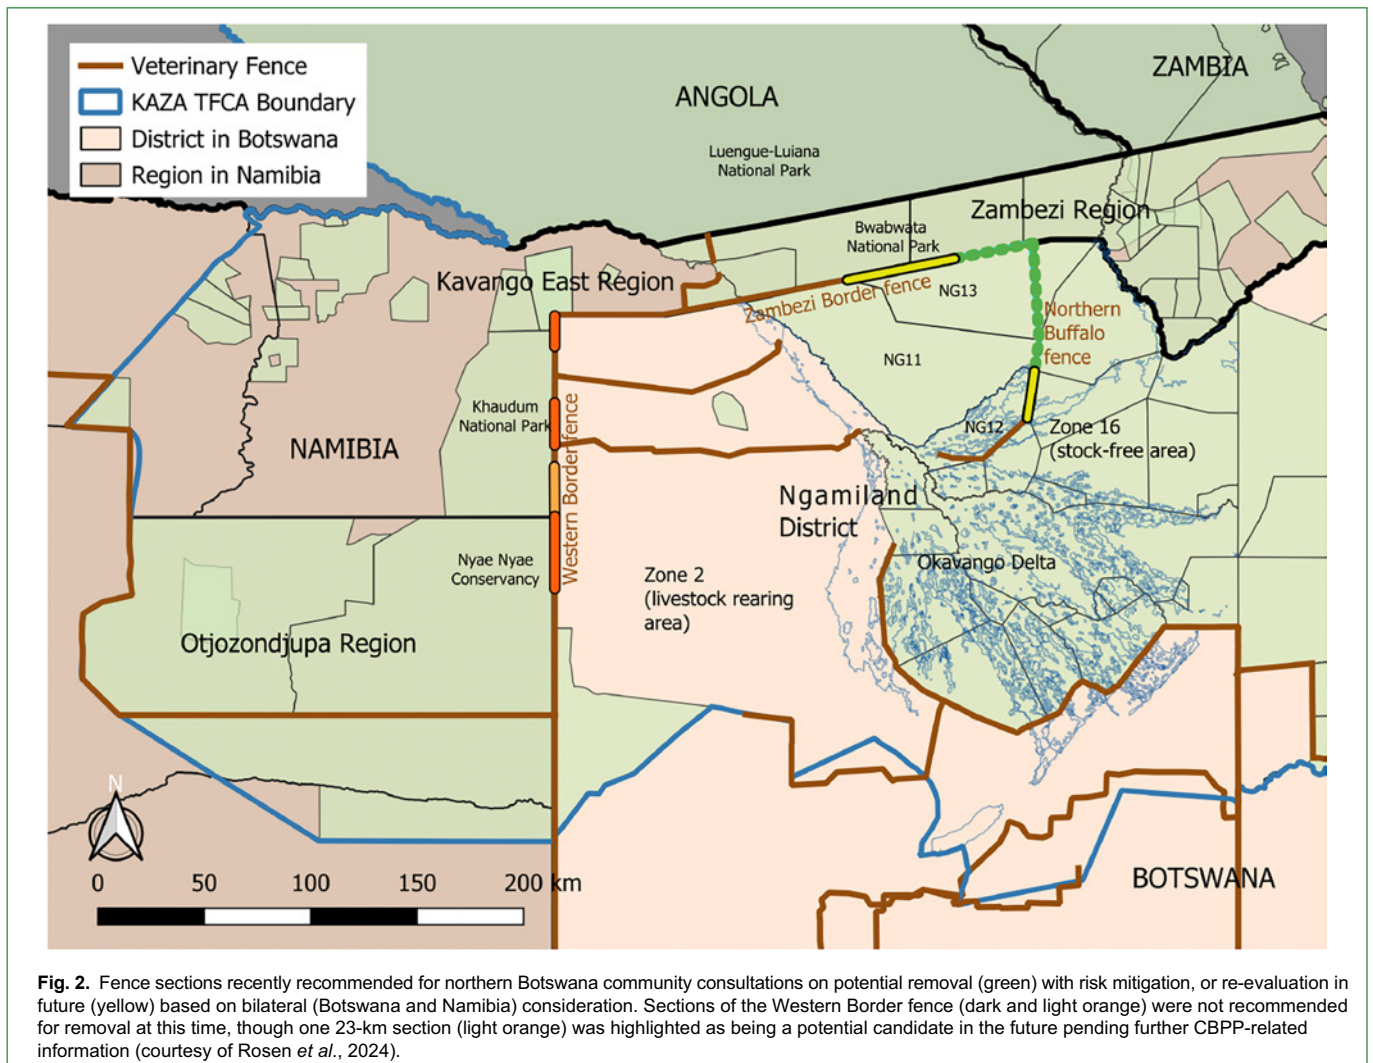 Veterinary Fence
KAZA TFCA Boundary
District in Botswana
Region in Namibia
ANGOLA
ZAMBIA
Luengue-Luiana
National Park
Zambezi Region
Bwabwata
National Park
Kavango East Region
NG13
Zambezi Border fence
Northern
Buffalo
fence
NG11
Khaudum
National Park
NG12
Zone 16
(stock-free area)
NAMIBIA
Western Border fence
Ngamiland
District
Nyae Nyae
Conservancy
Okavango Delta
Zone 2
(livestock rearing
area)
Otjozondjupa Region
N
BOTSWANA
0 50 100 150 200 km
Fig. 2. Fence sections recently recommended for northern Botswana community consultations on potential removal (green) with risk mitigation, or re-evaluation in
future (yellow) based on bilateral (Botswana and Namibia) consideration. Sections of the Western Border fence (dark and light orange) were not recommended
for removal at this time, though one 23-km section (light orange) was highlighted as being a potential candidate in the future pending further CBPP-related
information (courtesy of Rosen et al., 2024).